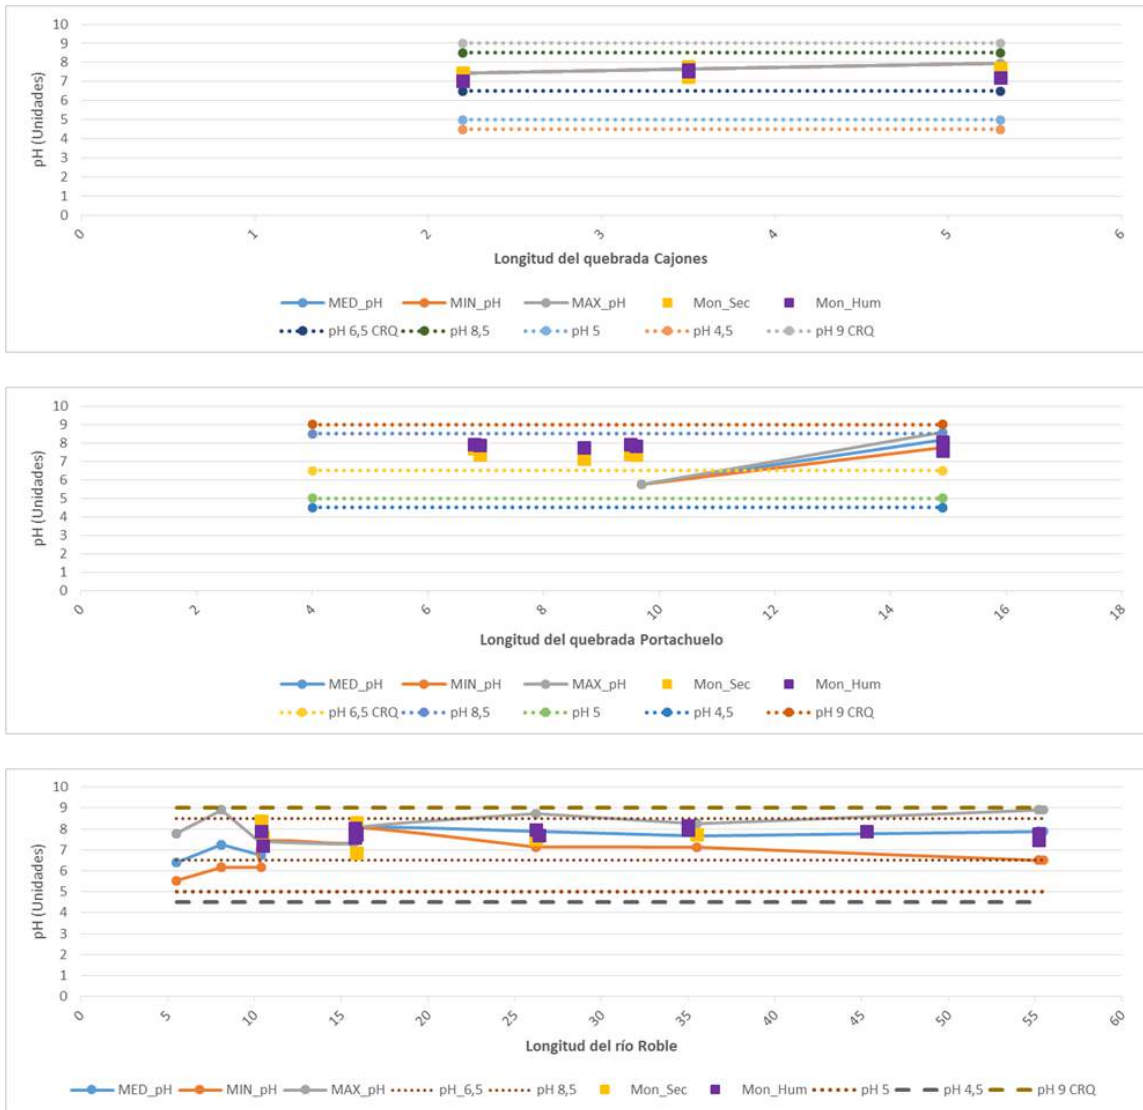 10
9
8
7
6
5
4
3
2
1
0
pH (Unidades)
0 1 2 3 4 5 6
Longitud del quebrada Cajones
MED_pH MIN_pH MAX_pH Mon_Sec Mon_Hum
pH 6,5 CRQ pH 8,5 pH 5 pH 4,5 pH 9 CRQ
10
9
8
7
6
5
4
3
2
1
0
pH (Unidades)
0 2 4 6 8 10 12 14 16 18
Longitud del quebrada Portachuelo
MED_pH MIN_pH MAX_pH Mon_Sec Mon_Hum
pH 6,5 CRQ pH 8,5 pH 5 pH 4,5 pH 9 CRQ
10
9
8
7
6
5
4
3
2
1
0
pH (Unidades)
0 5 10 15 20 25 30 35 40 45 50 55 60
Longitud del río Roble
MED_pH MIN_pH MAX_pH pH_6,5 pH 8,5 Mon_Sec Mon_Hum pH 5 pH 4,5 pH 9 CRQ